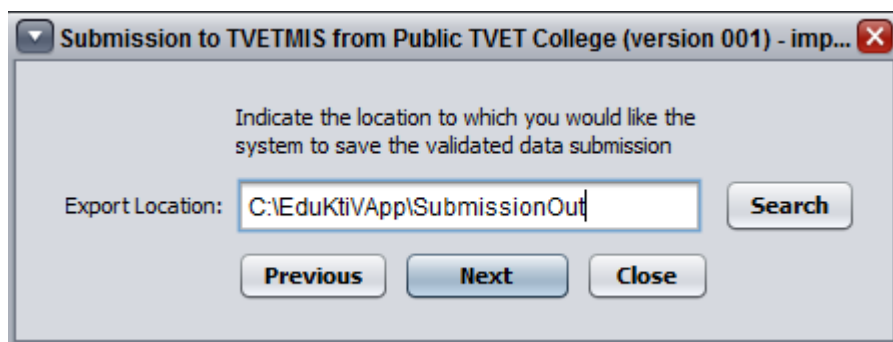 Submission to TVETMIS from Public TVET College (version 001) - imp...
Indicate the location to which you would like the
system to save the validated data submission
Export Location: C:\EduKtiVApp\SubmissionOut Search
Previous Next Close